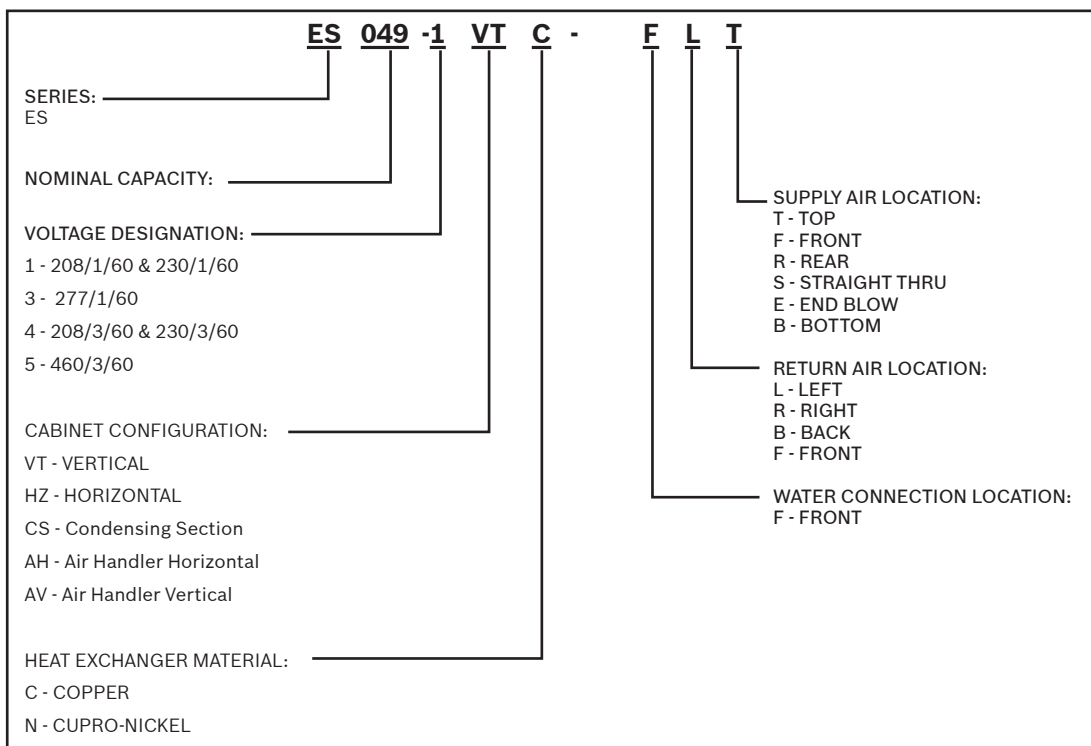 ES 049 -1 VT C - F L T
SERIES:
ES
NOMINAL CAPACITY:
VOLTAGE DESIGNATION:
1 - 208/1/60 & 230/1/60
3 - 277/1/60
4 - 208/3/60 & 230/3/60
5 - 460/3/60
CABINET CONFIGURATION:
VT - VERTICAL
HZ - HORIZONTAL
CS - Condensing Section
AH - Air Handler Horizontal
AV - Air Handler Vertical
HEAT EXCHANGER MATERIAL:
C - COPPER
N - CUPRO-NICKEL
SUPPLY AIR LOCATION:
T - TOP
F - FRONT
R - REAR
S - STRAIGHT THRU
E - END BLOW
B - BOTTOM
RETURN AIR LOCATION:
L - LEFT
R - RIGHT
B - BACK
F - FRONT
WATER CONNECTION LOCATION:
F - FRONT